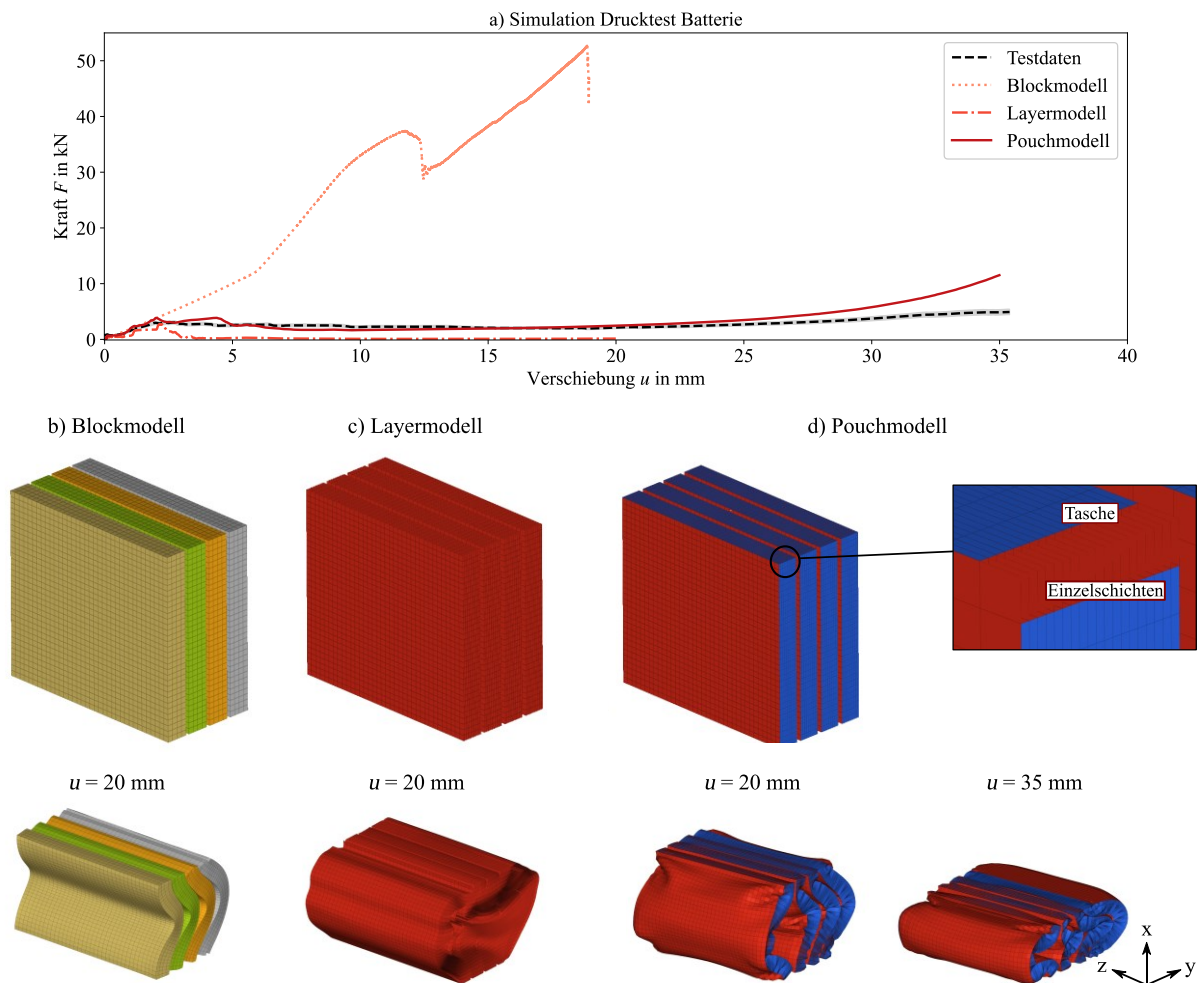 a) Simulation Drucktest Batterie
Kraft F in kN
50
40
30
20
10
0
Testdaten
Blockmodell
Layermodell
Pouchmodell
0 5 10 15 20 25 30 35 40
Verschiebung u in mm
b) Blockmodell c) Layermodell d) Pouchmodell
Tasche
Einzelschichten
u = 20 mm u = 20 mm u = 20 mm u = 35 mm
x
z y